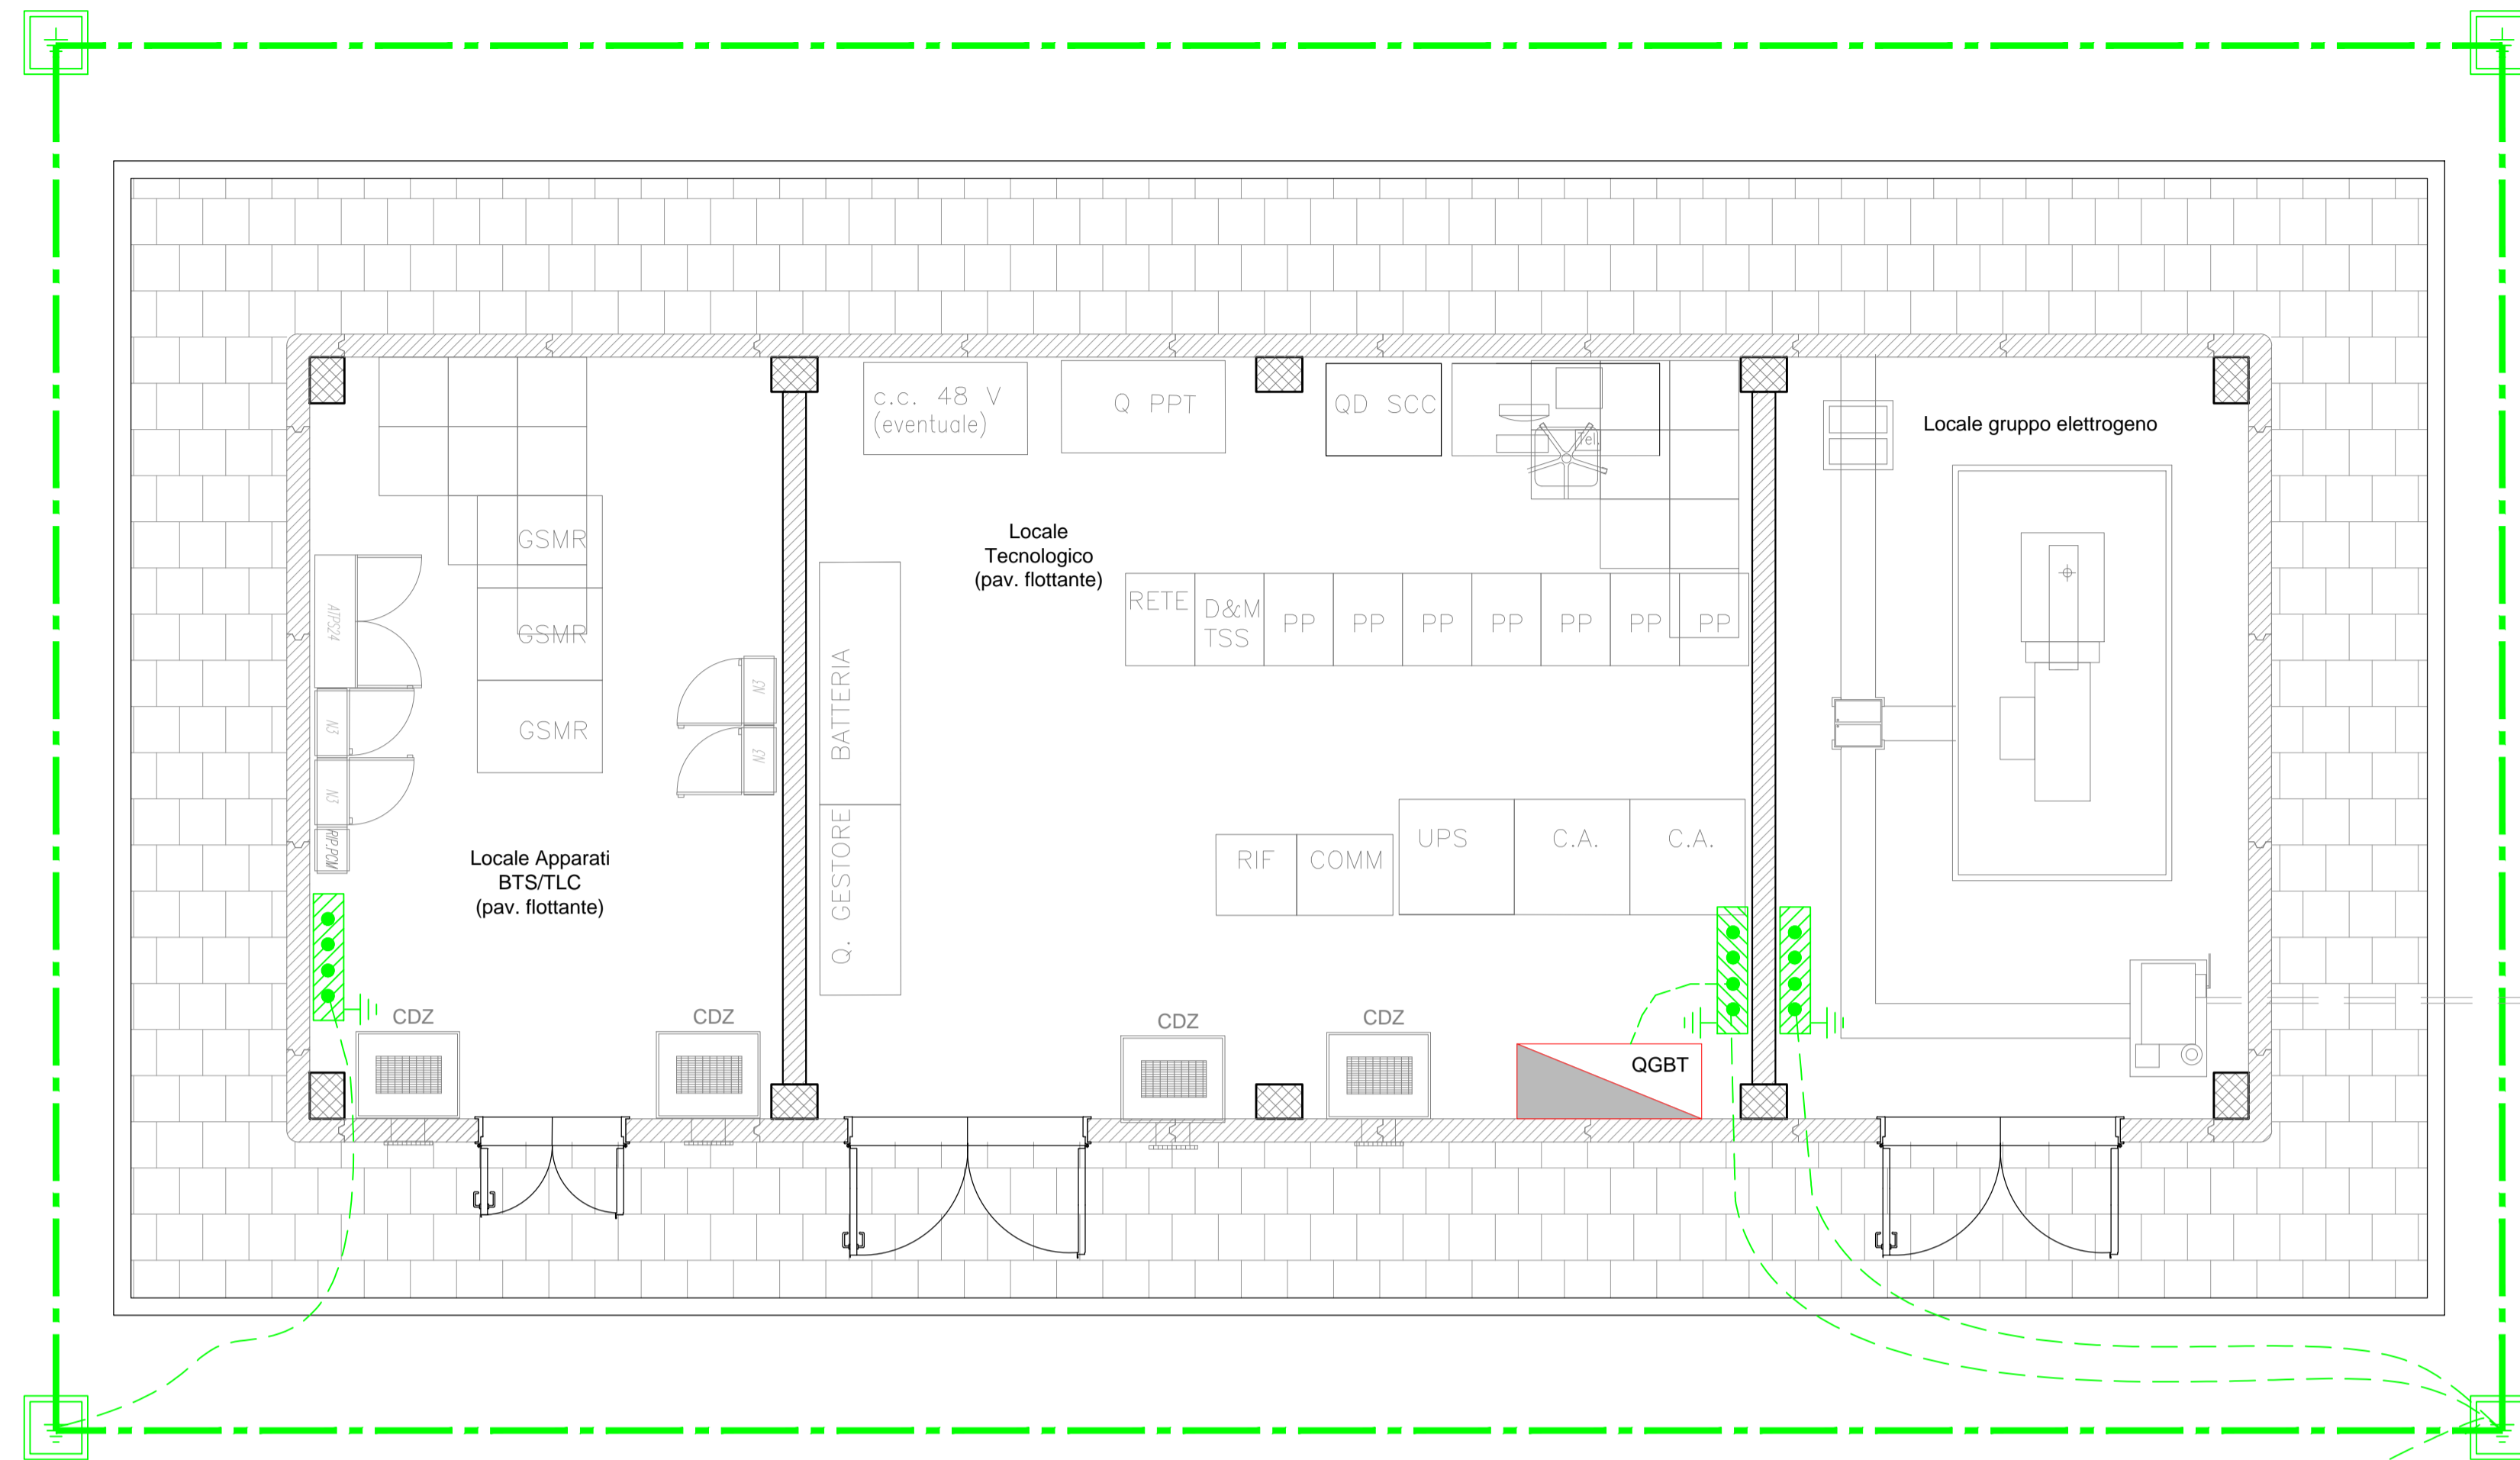 c.c. 48 V
(eventuale)
Q PPT
QD SCC
Tel.
Locale gruppo elettrogeno
GSMR
GSMR
GSMR
Locale
Tecnologico
(pav. flottante)
ATPS24
N3
N3
RIP.PCM
RETE
D&M
TSS
PP
PP
PP
PP
PP
PP
PP
BATTERIA
Q. GESTORE
UPS
C.A.
C.A.
RIF
COMM
Locale Apparati
BTS/TLC
(pav. flottante)
CDZ
CDZ
CDZ
CDZ
QGBT